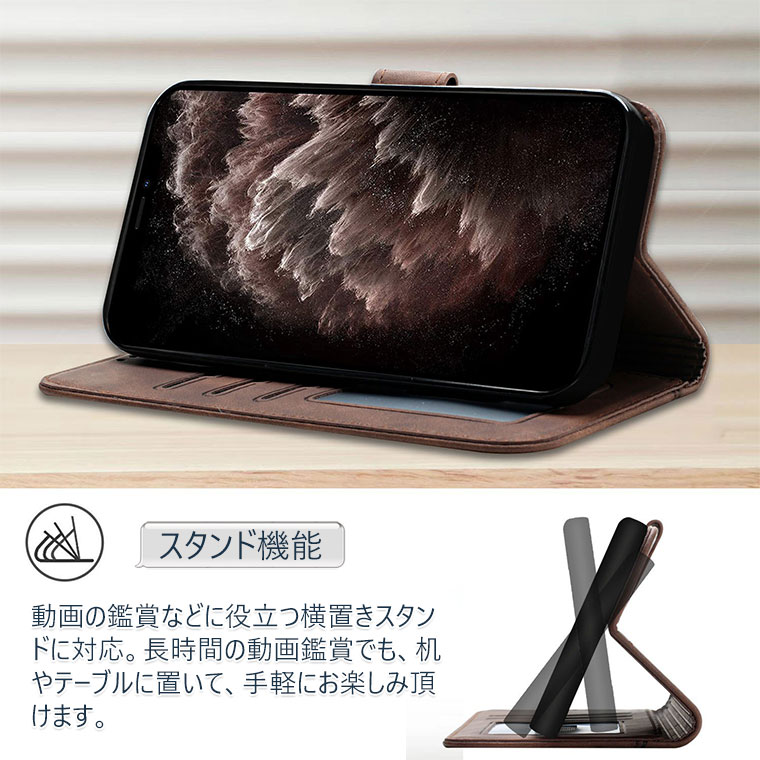 スタンド機能
動画の鑑賞などに役立つ横置きスタン
ドに対応。長時間の動画鑑賞でも、机
やテーブルに置いて、手軽にお楽しみ頂
けます。